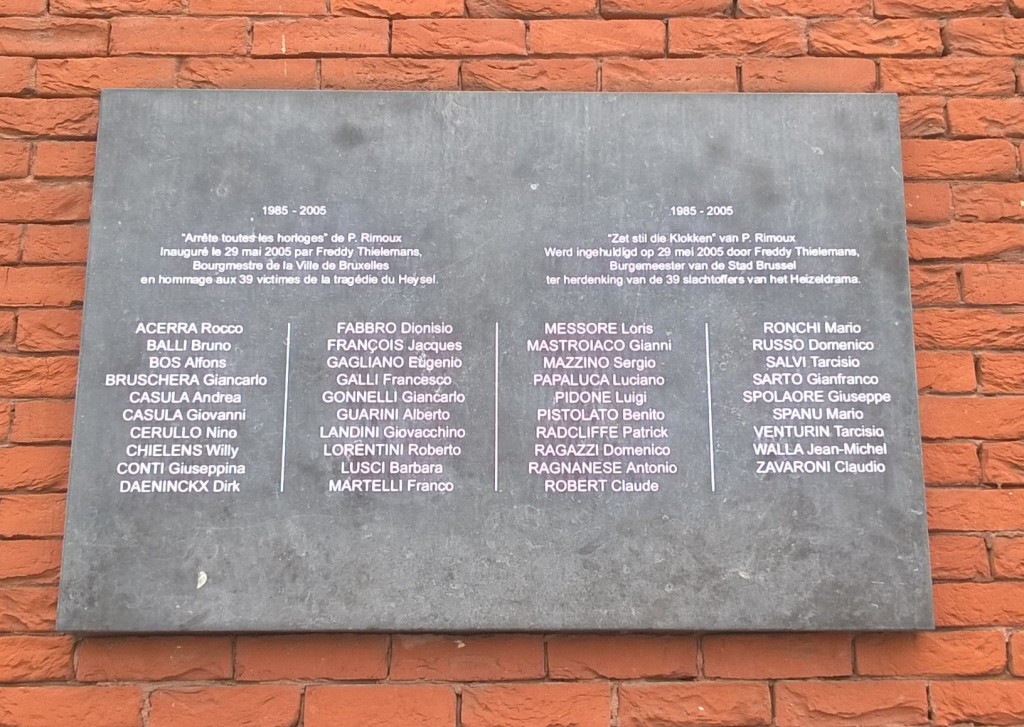 1985 - 2005
"Arrête toutes les horloges" de P. Rimoux
Inauguré le 29 mai 2005 par Freddy Thielemans,
Bourgmestre de la Ville de Bruxelles
en hommage aux 39 victimes de la tragédie du Heysel.
1985 - 2005
"Zet stil die Klokken" van P. Rimoux
Werd ingehuldigd op 29 mei 2005 door Freddy Thielemans,
Burgemeester van de Stad Brussel
ter herdenking van de 39 slachtoffers van het Heizeldrama.
ACERRA Rocco
BALLI Bruno
BOS Alfons
BRUSCHERA Giancarlo
CASULA Andrea
CASULA Giovanni
CERULLO Nino
CHIELENS Willy
CONTI Giuseppina
DAENINCKX Dirk
FABBRO Dionisio
FRANÇOIS Jacques
GAGLIANO Eugenio
GALLI Francesco
GONNELLI Giancarlo
GUARINI Alberto
LANDINI Giovacchino
LORENTINI Roberto
LUSCI Barbara
MARTELLI Franco
MESSORE Loris
MASTROIACO Gianni
MAZZINO Sergio
PAPALUCA Luciano
PIDONE Luigi
PISTOLATO Benito
RADCLIFFE Patrick
RAGAZZI Domenico
RAGNANESE Antonio
ROBERT Claude
RONCHI Mario
RUSSO Domenico
SALVI Tarcisio
SARTO Gianfranco
SPOLAORE Giuseppe
SPANU Mario
VENTURIN Tarcisio
WALLA Jean-Michel
ZAVARONI Claudio